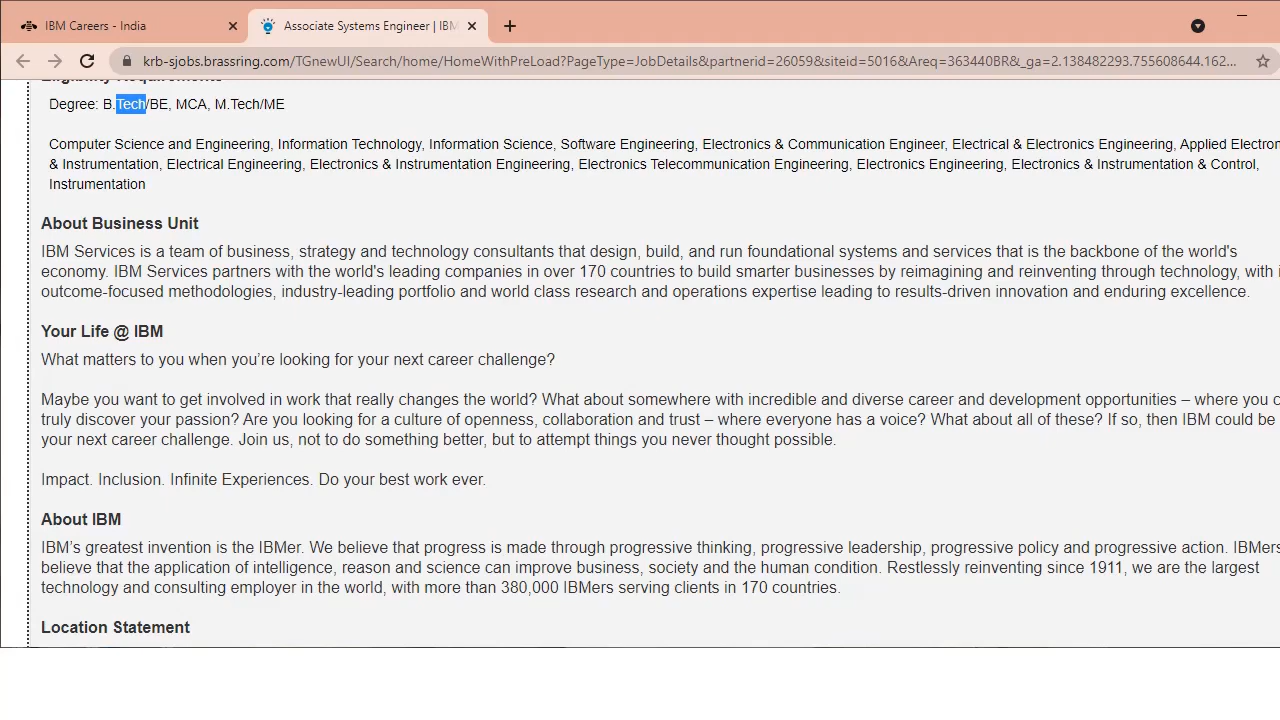 IBM Careers - India
Associate Systems Engineer | IBM
krb-sjobs.brassring.com/TGnewUI/Search/home/HomeWithPreLoad?PageType=JobDetails&partnerid=26059&siteid=5016&Areq=363440BR&_ga=2.138482293.755608644.162...
Eligibility Requirements
Degree: B.Tech/BE, MCA, M.Tech/ME
Computer Science and Engineering, Information Technology, Information Science, Software Engineering, Electronics & Communication Engineer, Electrical & Electronics Engineering, Applied Electron
& Instrumentation, Electrical Engineering, Electronics & Instrumentation Engineering, Electronics Telecommunication Engineering, Electronics Engineering, Electronics & Instrumentation & Control,
Instrumentation
About Business Unit
IBM Services is a team of business, strategy and technology consultants that design, build, and run foundational systems and services that is the backbone of the world's
economy. IBM Services partners with the world's leading companies in over 170 countries to build smarter businesses by reimagining and reinventing through technology, with
outcome-focused methodologies, industry-leading portfolio and world class research and operations expertise leading to results-driven innovation and enduring excellence.
Your Life @ IBM
What matters to you when you’re looking for your next career challenge?
Maybe you want to get involved in work that really changes the world? What about somewhere with incredible and diverse career and development opportunities – where you c
truly discover your passion? Are you looking for a culture of openness, collaboration and trust – where everyone has a voice? What about all of these? If so, then IBM could be
your next career challenge. Join us, not to do something better, but to attempt things you never thought possible.
Impact. Inclusion. Infinite Experiences. Do your best work ever.
About IBM
IBM’s greatest invention is the IBMer. We believe that progress is made through progressive thinking, progressive leadership, progressive policy and progressive action. IBMers
believe that the application of intelligence, reason and science can improve business, society and the human condition. Restlessly reinventing since 1911, we are the largest
technology and consulting employer in the world, with more than 380,000 IBMers serving clients in 170 countries.
Location Statement